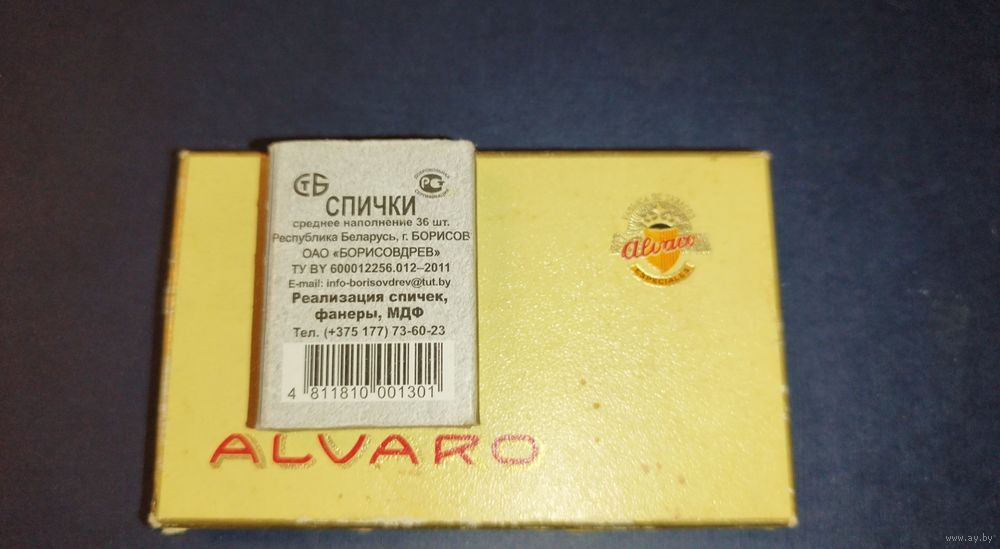 СТБ
РС
СПИЧКИ
среднее наполнение 36 шт.
Республика Беларусь, г. БОРИСОВ
ОАО «БОРИСОВДРЕВ»
ТУ BY 600012256.012–2011
E-mail: info-borisovdrev@tut.by
Реализация спичек,
фанеры, МДФ
Тел. (+375 177) 73-60-23
4 811810 001301
Alvaro
ESPECIALES
ALVARO
www.ay.by